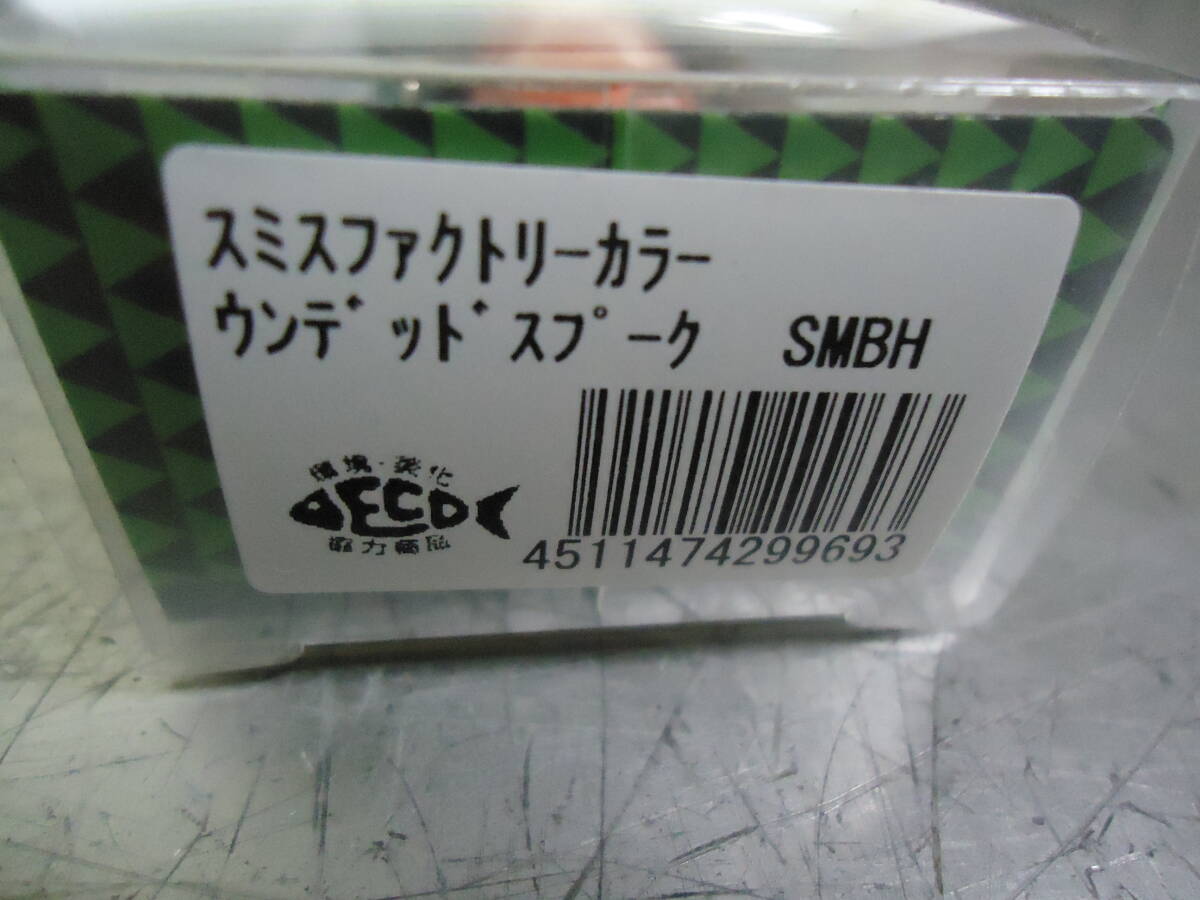 スミスファクトリーカラー
ウンデッドスプーク SMBH
環境・美化
ECO
協力商品
4511474299693